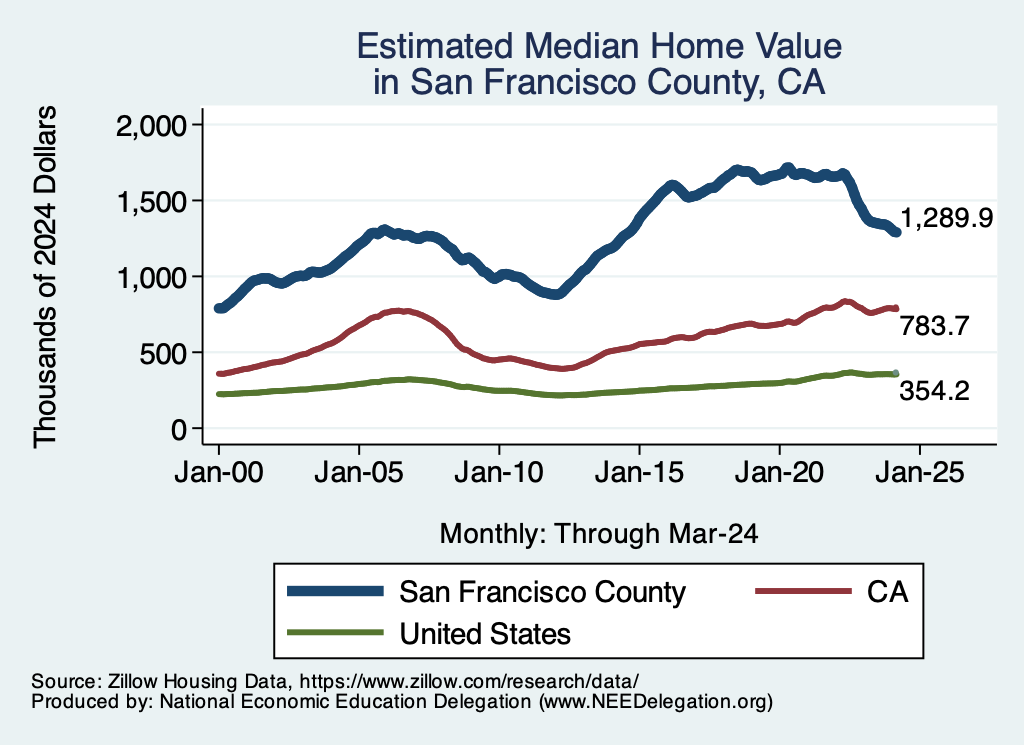 Estimated Median Home Value
in San Francisco County, CA
Thousands of 2024 Dollars
2,000
1,500
1,000
500
0
1,289.9
783.7
354.2
Jan-00 Jan-05 Jan-10 Jan-15 Jan-20 Jan-25
Monthly: Through Mar-24
San Francisco County CA
United States
Source: Zillow Housing Data, https://www.zillow.com/research/data/
Produced by: National Economic Education Delegation (www.NEEDelegation.org)